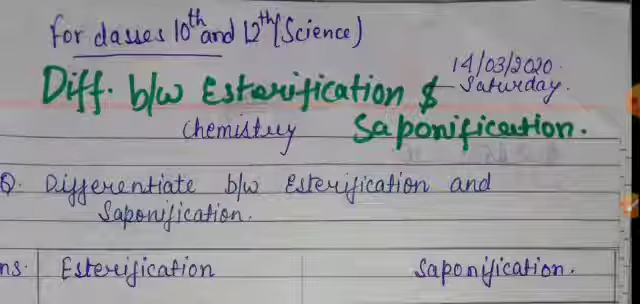 for classes 10th and 12th (Science)
14/03/2020.
Diff. b/w Esterification & Saturday.
Chemistry Saponification.
Q. Differentiate b/w Esterification and
Saponification.
ns. Esterification Saponification.